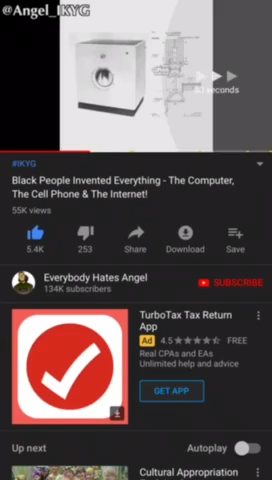 @Angel_IKYG
#IKYG
Black People Invented Everything - The Computer,
The Cell Phone & The Internet!
55K views
5.4K
253
Share
Download
Save
Everybody Hates Angel
134K subscribers
SUBSCRIBE
TurboTax Tax Return
App
Ad 4.5 FREE
Real CPAs and EAs
Unlimited help and advice
GET APP
Up next
Autoplay
Cultural Appropriation